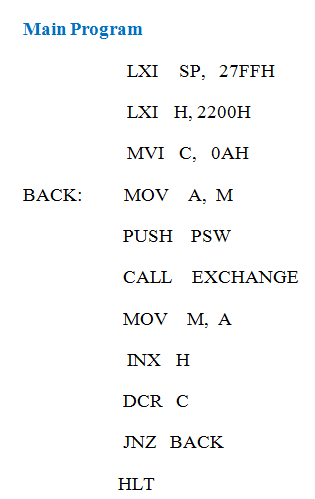 Main Program
LXI SP, 27FFH
LXI H, 2200H
MVI C, 0AH
BACK: MOV A, M
PUSH PSW
CALL EXCHANGE
MOV M, A
INX H
DCR C
JNZ BACK
HLT